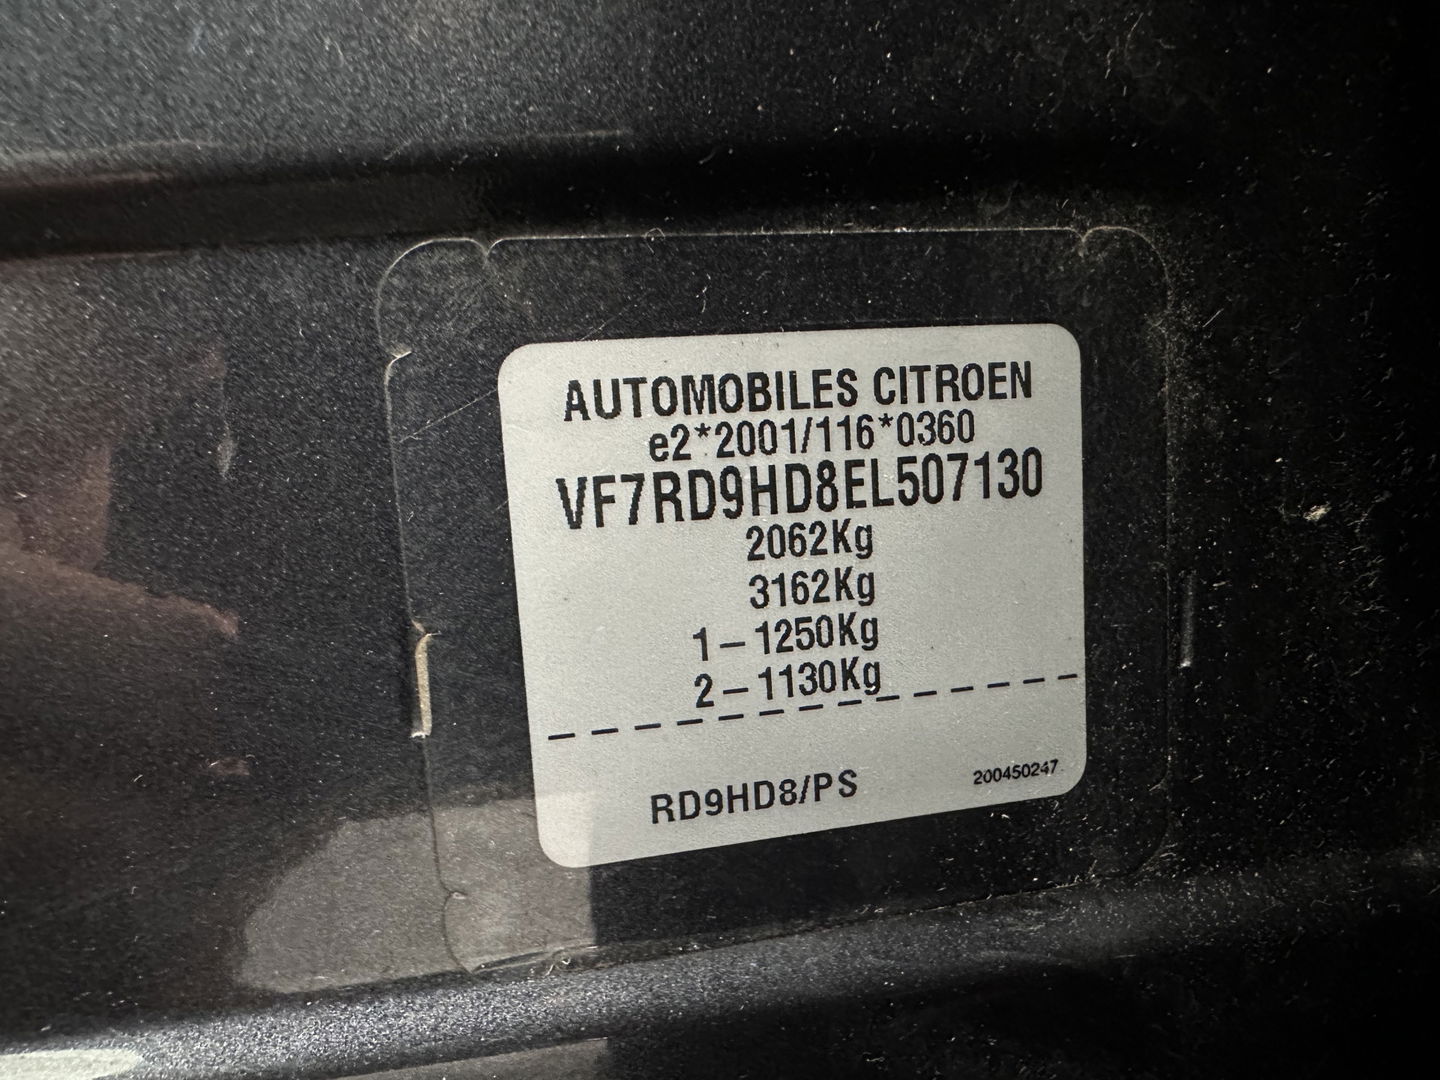 AUTOMOBILES CITROEN
e2*2001/116*0360
VF7RD9HD8EL507130
2062Kg
3162Kg
1-1250Kg
2-1130Kg
RD9HD8/PS
200450247